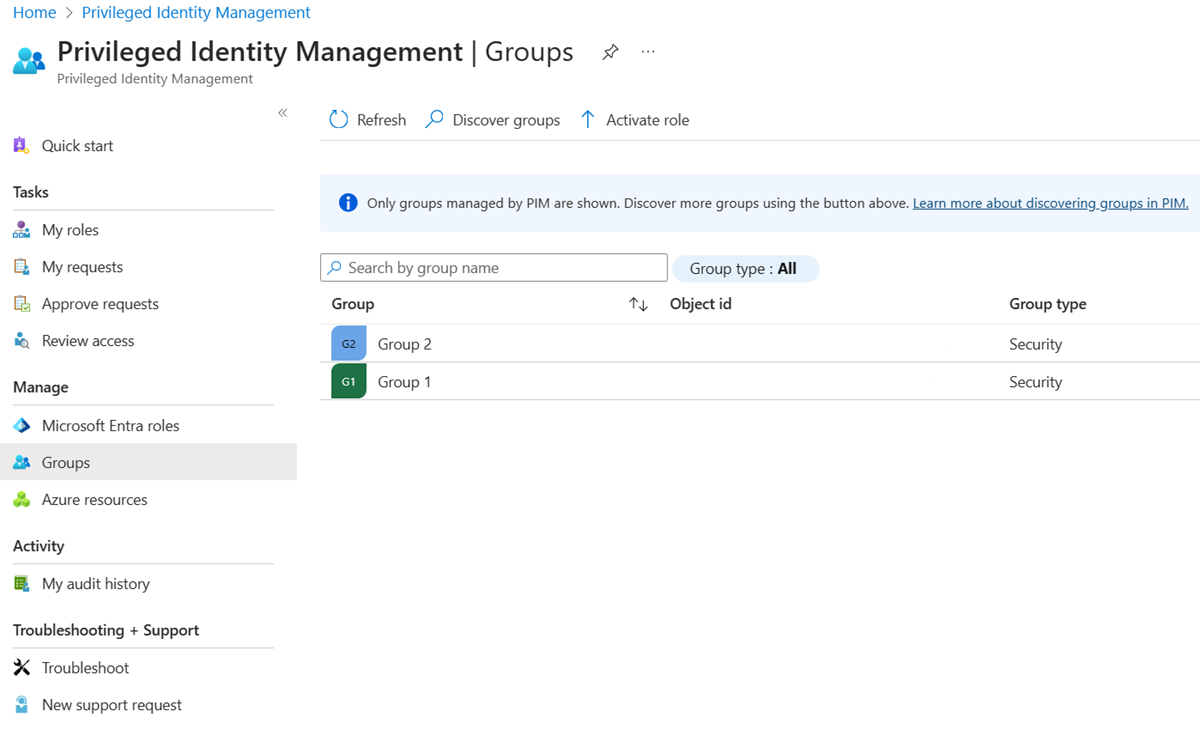 Home > Privileged Identity Management
Privileged Identity Management | Groups ...
Privileged Identity Management
«
Quick start
Tasks
My roles
My requests
Approve requests
Review access
Manage
Microsoft Entra roles
Groups
Azure resources
Activity
My audit history
Troubleshooting + Support
Troubleshoot
New support request
Refresh Discover groups Activate role
Only groups managed by PIM are shown. Discover more groups using the button above. Learn more about discovering groups in PIM.
Search by group name Group type : All
Group Object id Group type
G2 Group 2 Security
G1 Group 1 Security